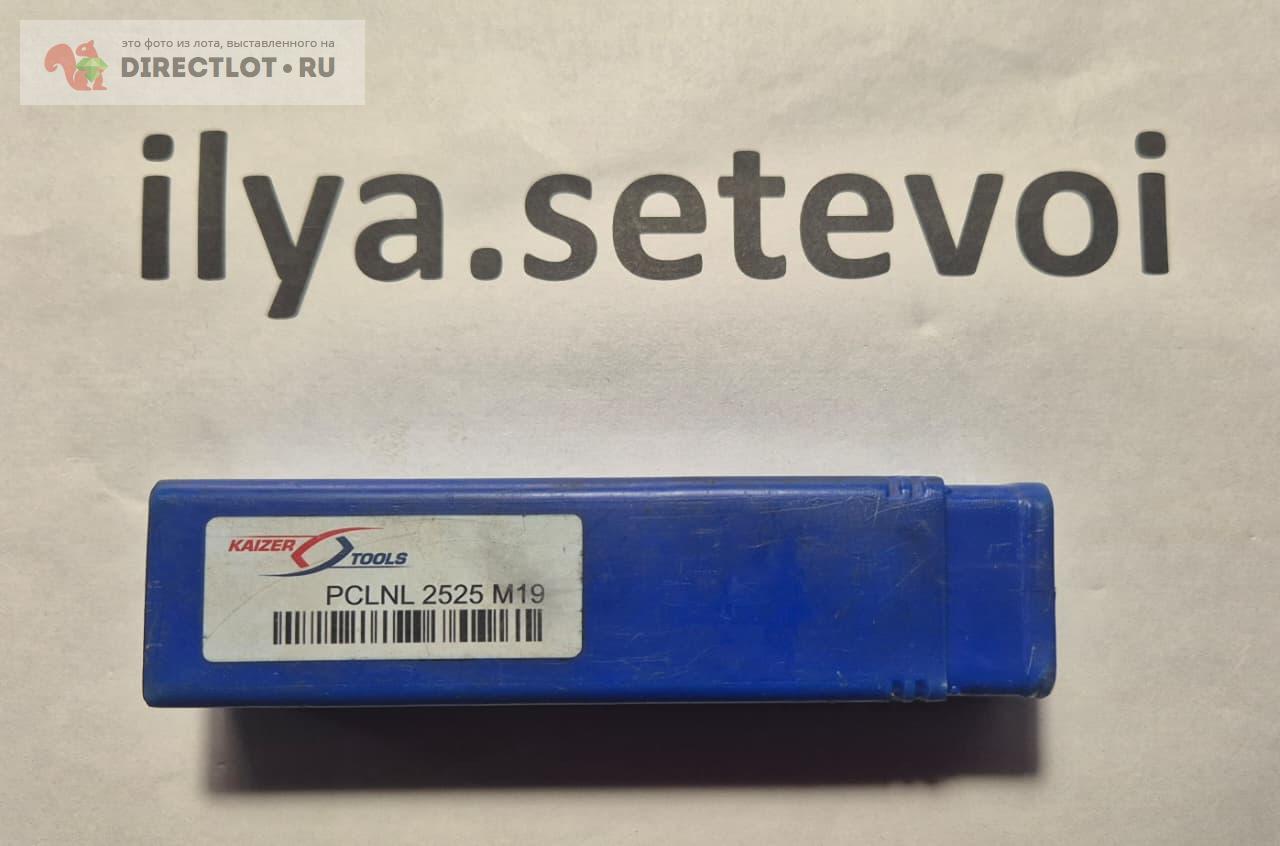 это фото из лота, выставленного на
DIRECTLOT•RU
ilya.setevoi
KAIZER TOOLS
PCLNL 2525 M19